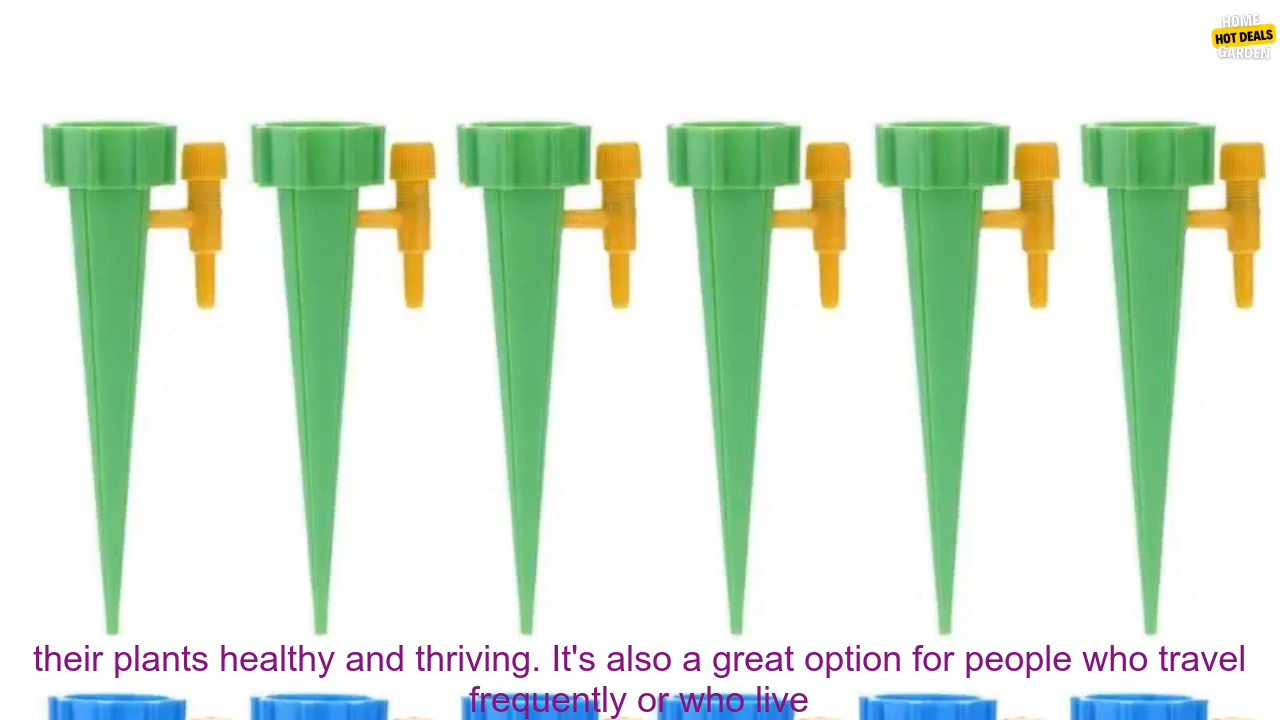 HOME
HOT DEALS
GARDEN
their plants healthy and thriving. It's also a great option for people who travel
frequently or who live